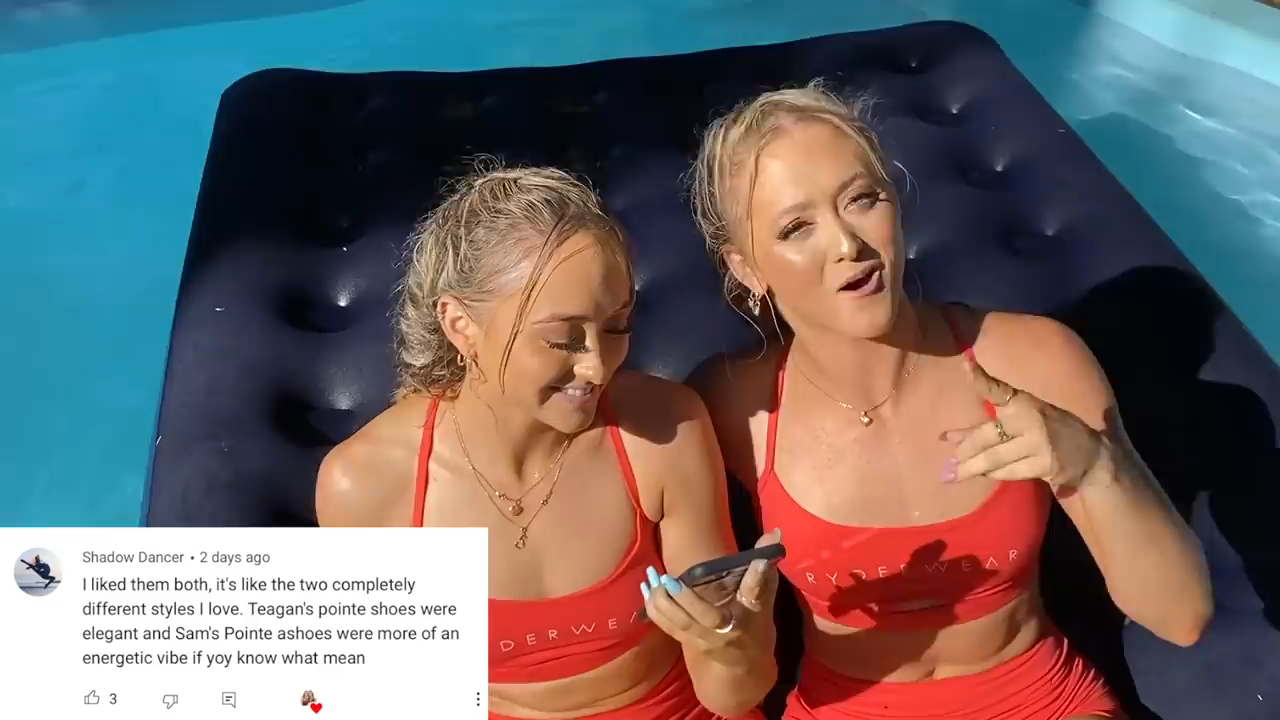 RYDERWEAR
DERWEA
Shadow Dancer • 2 days ago
I liked them both, it's like the two completely
different styles I love. Teagan's pointe shoes were
elegant and Sam's Pointe ashoes were more of an
energetic vibe if yoy know what mean
3